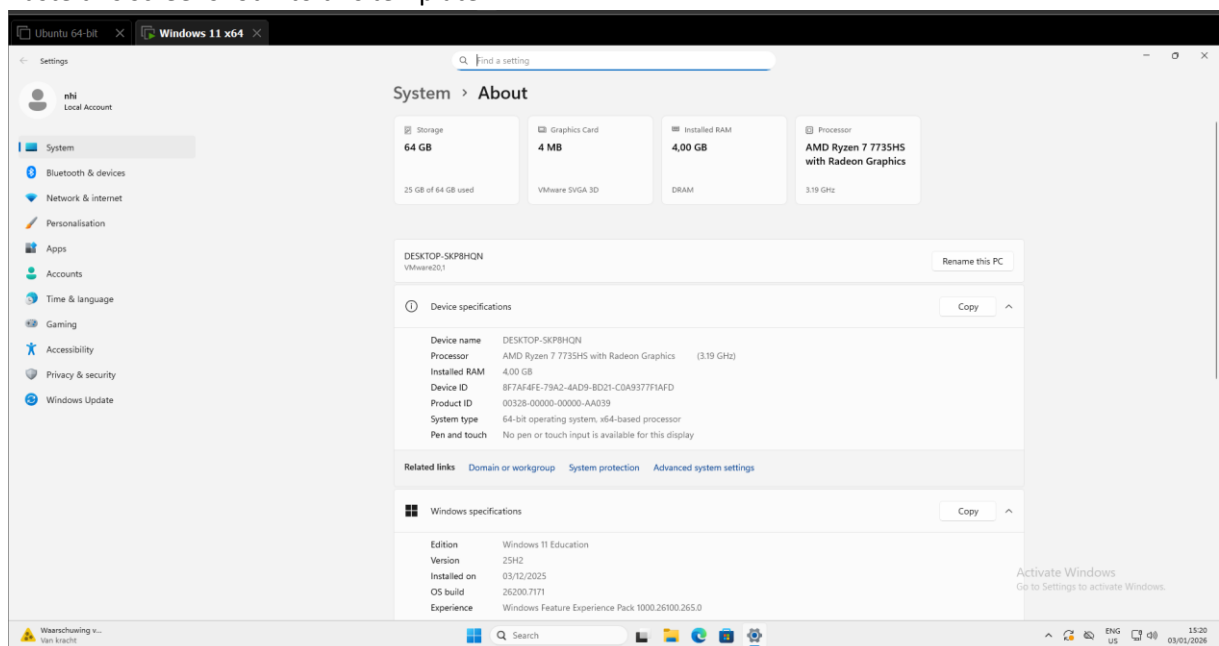 Ubuntu 64-bit
Windows 11 x64
Settings
Find a setting
nhi
Local Account
System
Bluetooth & devices
Network & internet
Personalisation
Apps
Accounts
Time & language
Gaming
Accessibility
Privacy & security
Windows Update
System > About
Storage
64 GB
25 GB of 64 GB used
Graphics Card
4 MB
VMware SVGA 3D
Installed RAM
4,00 GB
DRAM
Processor
AMD Ryzen 7 7735HS
with Radeon Graphics
3.19 GHz
DESKTOP-SKP8HQN
VMware20,1
Rename this PC
Device specifications
Copy
Device name DESKTOP-SKP8HQN
Processor AMD Ryzen 7 7735HS with Radeon Graphics (3.19 GHz)
Installed RAM 4,00 GB
Device ID 8F7AF4FE-79A2-4AD9-BD21-C0A9377F1AFD
Product ID 00328-00000-00000-AA039
System type 64-bit operating system, x64-based processor
Pen and touch No pen or touch input is available for this display
Related links Domain or workgroup System protection Advanced system settings
Windows specifications
Copy
Edition Windows 11 Education
Version 25H2
Installed on 03/12/2025
OS build 26200.7171
Experience Windows Feature Experience Pack 1000.26100.265.0
Activate Windows
Go to Settings to activate Windows.
Waarschuwing v...
Van kracht
Search
ENG
US
15:20
03/01/2026